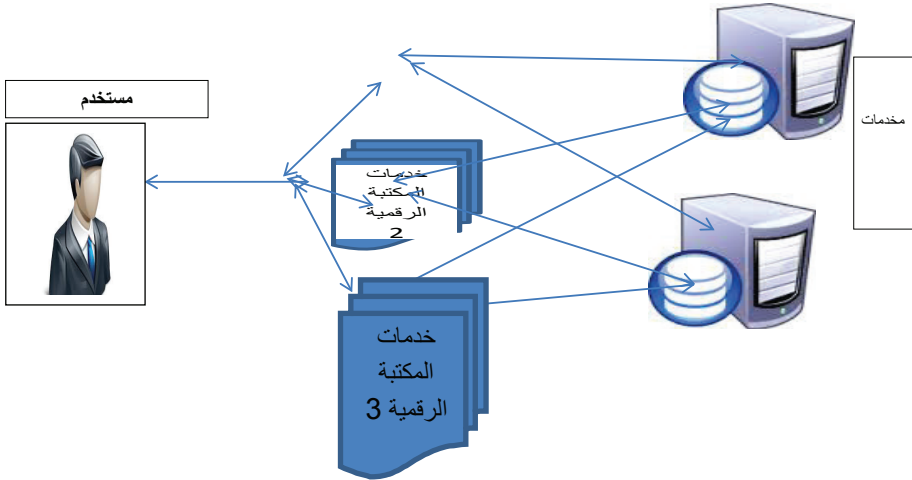 مستخدم
مخدمات
خدمات
المكتبة
الرقمية
2
خدمات
المكتبة
الرقمية 3